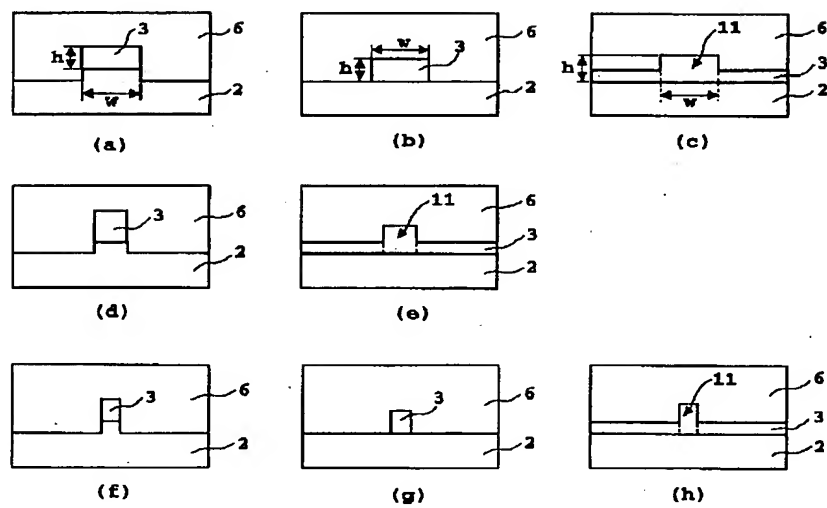 3 6 w 6 11 6
h h 3 h 3
w 2 2 w 2
(a) (b) (c)
3 6 11 6
3
2 2
(d) (e)
3 6 3 6 11 6
3
2 2 2
(f) (g) (h)